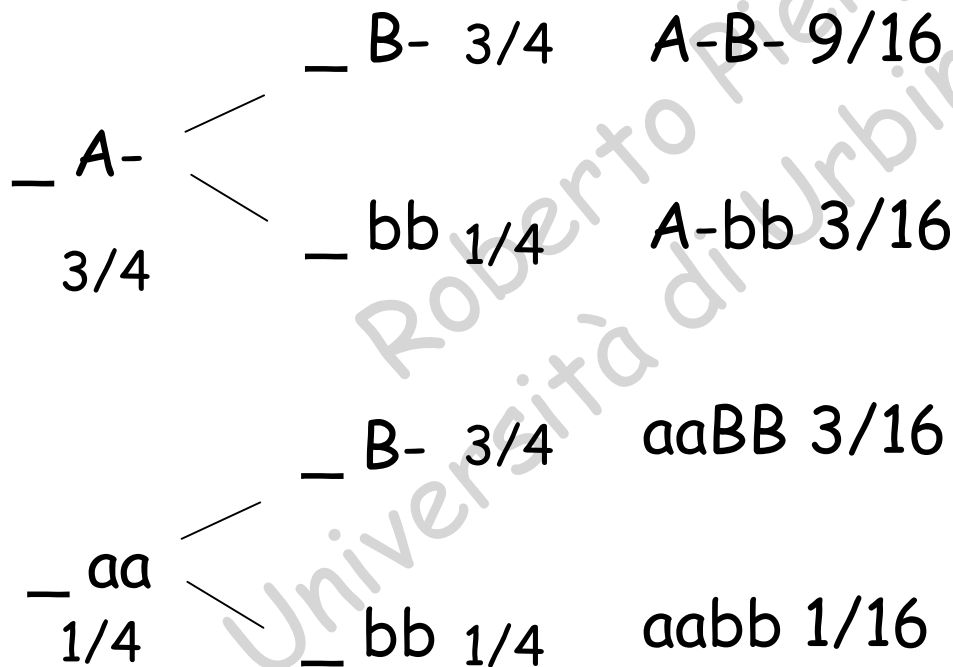 _ B- 3/4 A-B- 9/16
_ A-
_ bb 1/4 A-bb 3/16
3/4
_ B- 3/4 aaBB 3/16
_ aa
1/4
_ bb 1/4 aabb 1/16
Roberto
Università di